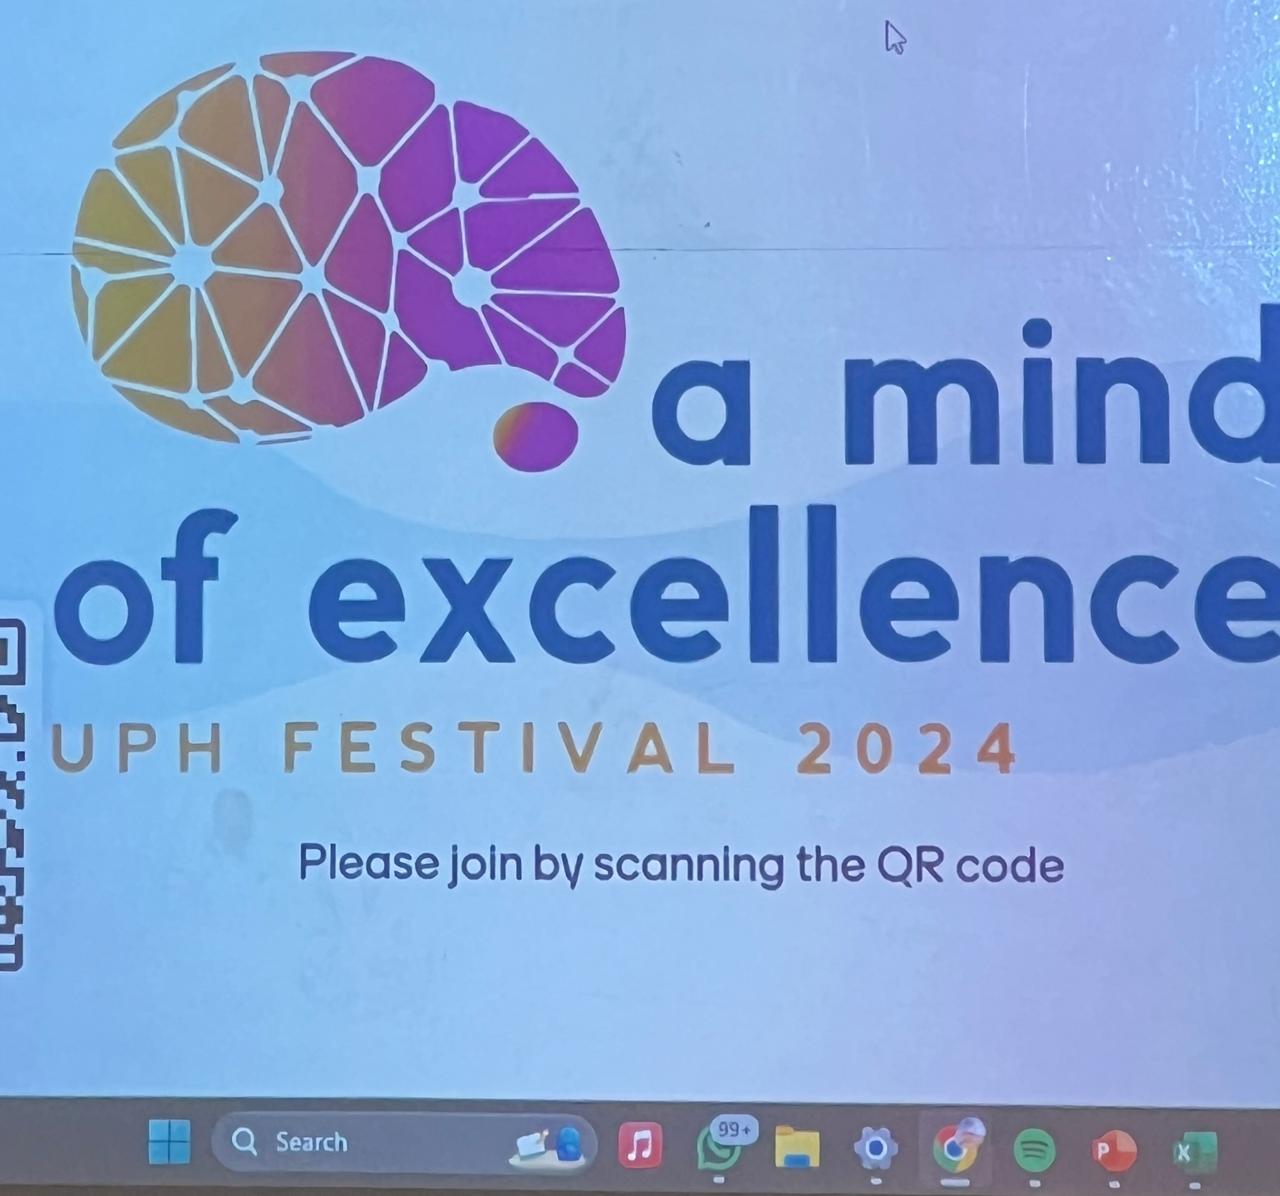 a mind
of excellence
UPH FESTIVAL 2024
Please join by scanning the QR code
Search
99+
P
X